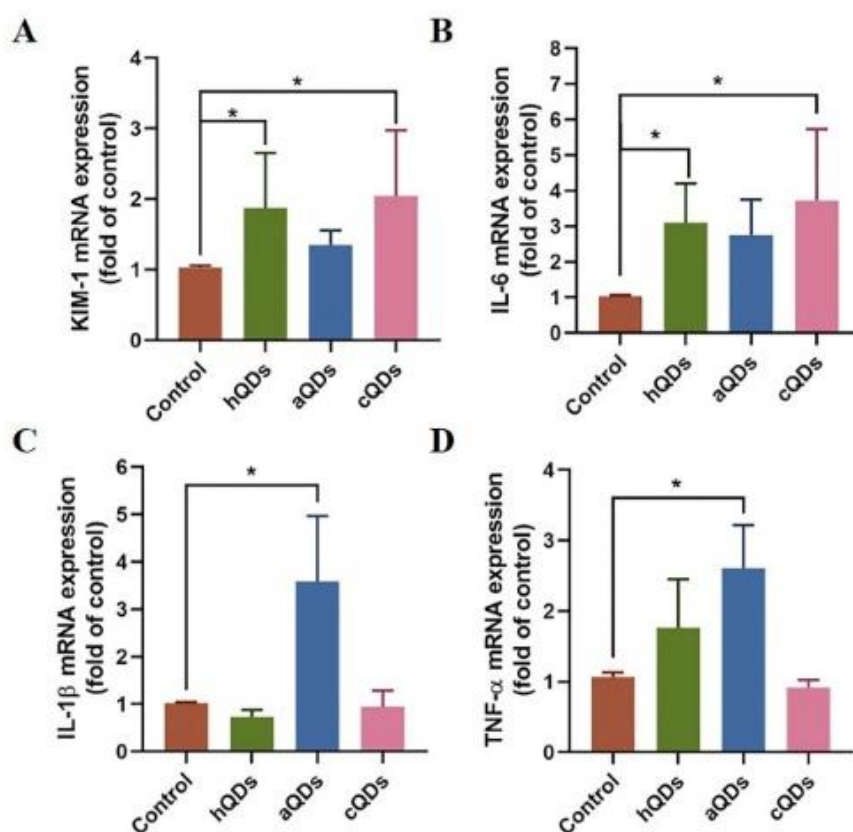 A
KIM-1 mRNA expression
(fold of control)
4
3
2
1
0
*
*
Control
hQDs
aQDs
cQDs
B
IL-6 mRNA expression
(fold of control)
8
7
6
5
4
3
2
1
0
*
*
Control
hQDs
aQDs
cQDs
C
IL-1β mRNA expression
(fold of control)
6
5
4
3
2
1
0
*
Control
hQDs
aQDs
cQDs
D
TNF-α mRNA expression
(fold of control)
4
3
2
1
0
*
Control
hQDs
aQDs
cQDs